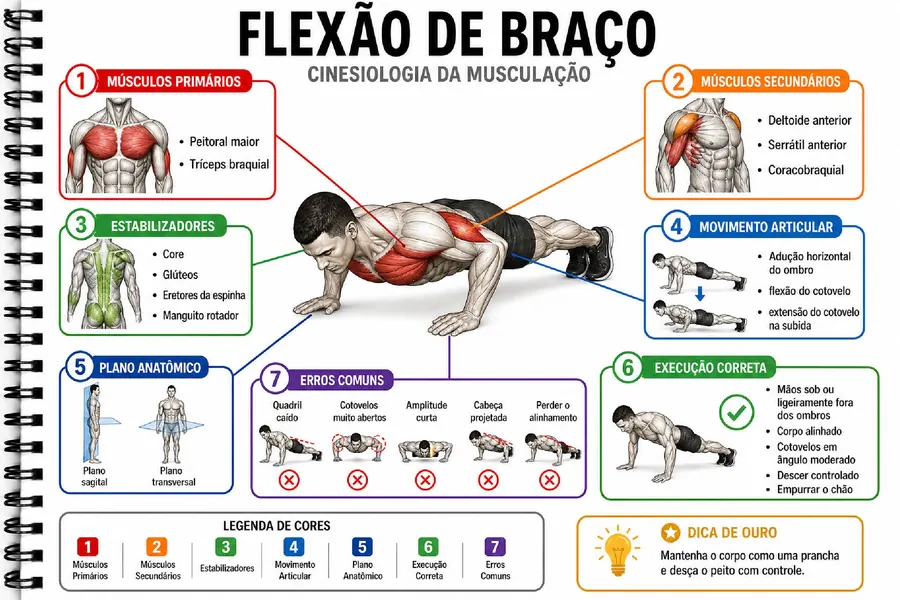 FLEXÃO DE BRAÇO
CINESIOLOGIA DA MUSCULAÇÃO
1 MÚSCULOS PRIMÁRIOS
• Peitoral maior
• Tríceps braquial
2 MÚSCULOS SECUNDÁRIOS
• Deltoide anterior
• Serrátil anterior
• Coracobraquial
3 ESTABILIZADORES
• Core
• Glúteos
• Eretores da espinha
• Manguito rotador
4 MOVIMENTO ARTICULAR
• Adução horizontal
do ombro
• flexão do cotovelo
• extensão do cotovelo
na subida
5 PLANO ANATÔMICO
Plano
sagital
Plano
transversal
7 ERROS COMUNS
Quadril
caído
Cotovelos
muito abertos
Amplitude
curta
Cabeça
projetada
Perder o
alinhamento
6 EXECUÇÃO CORRETA
• Mãos sob ou
ligeiramente fora
dos ombros
• Corpo alinhado
• Cotovelos em
ângulo moderado
• Descer controlado
• Empurrar o chão
LEGENDA DE CORES
1
Músculos
Primários
2
Músculos
Secundários
3
Estabilizadores
4
Movimento
Articular
5
Plano
Anatômico
6
Execução
Correta
7
Erros
Comuns
DICA DE OURO
Mantenha o corpo como uma prancha
e desça o peito com controle.